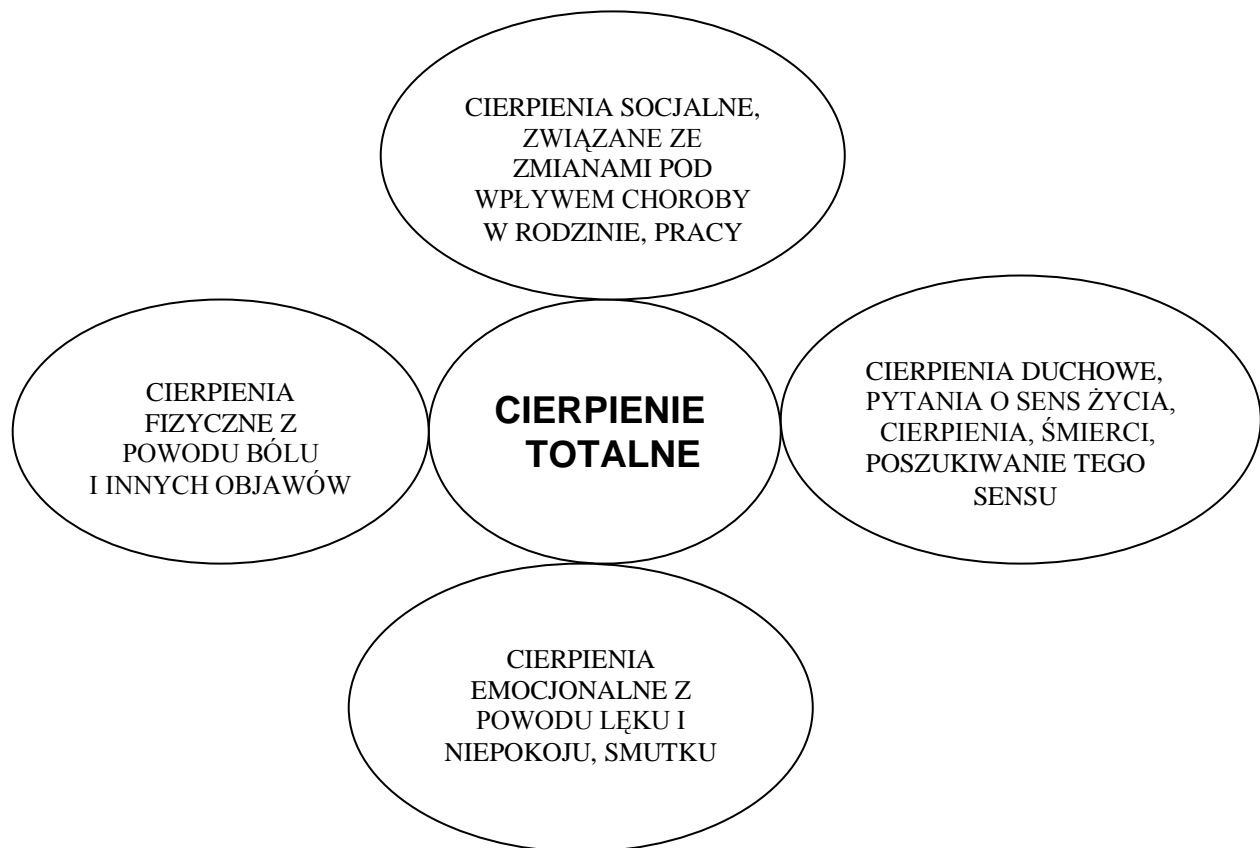 CIERPIENIA SOCJALNE,
ZWIĄZANE ZE
ZMIANAMI POD
WPŁYWEM CHOROBY
W RODZINIE, PRACY
CIERPIENIA
FIZYCZNE Z
POWODU BÓLU
I INNYCH OBJAWÓW
CIERPIENIE
TOTALNE
CIERPIENIA DUCHOWE,
PYTANIA O SENS ŻYCIA,
CIERPIENIA, ŚMIERCI,
POSZUKIWANIE TEGO
SENSU
CIERPIENIA
EMOCJONALNE Z
POWODU LĘKU I
NIEPOKOJU, SMUTKU